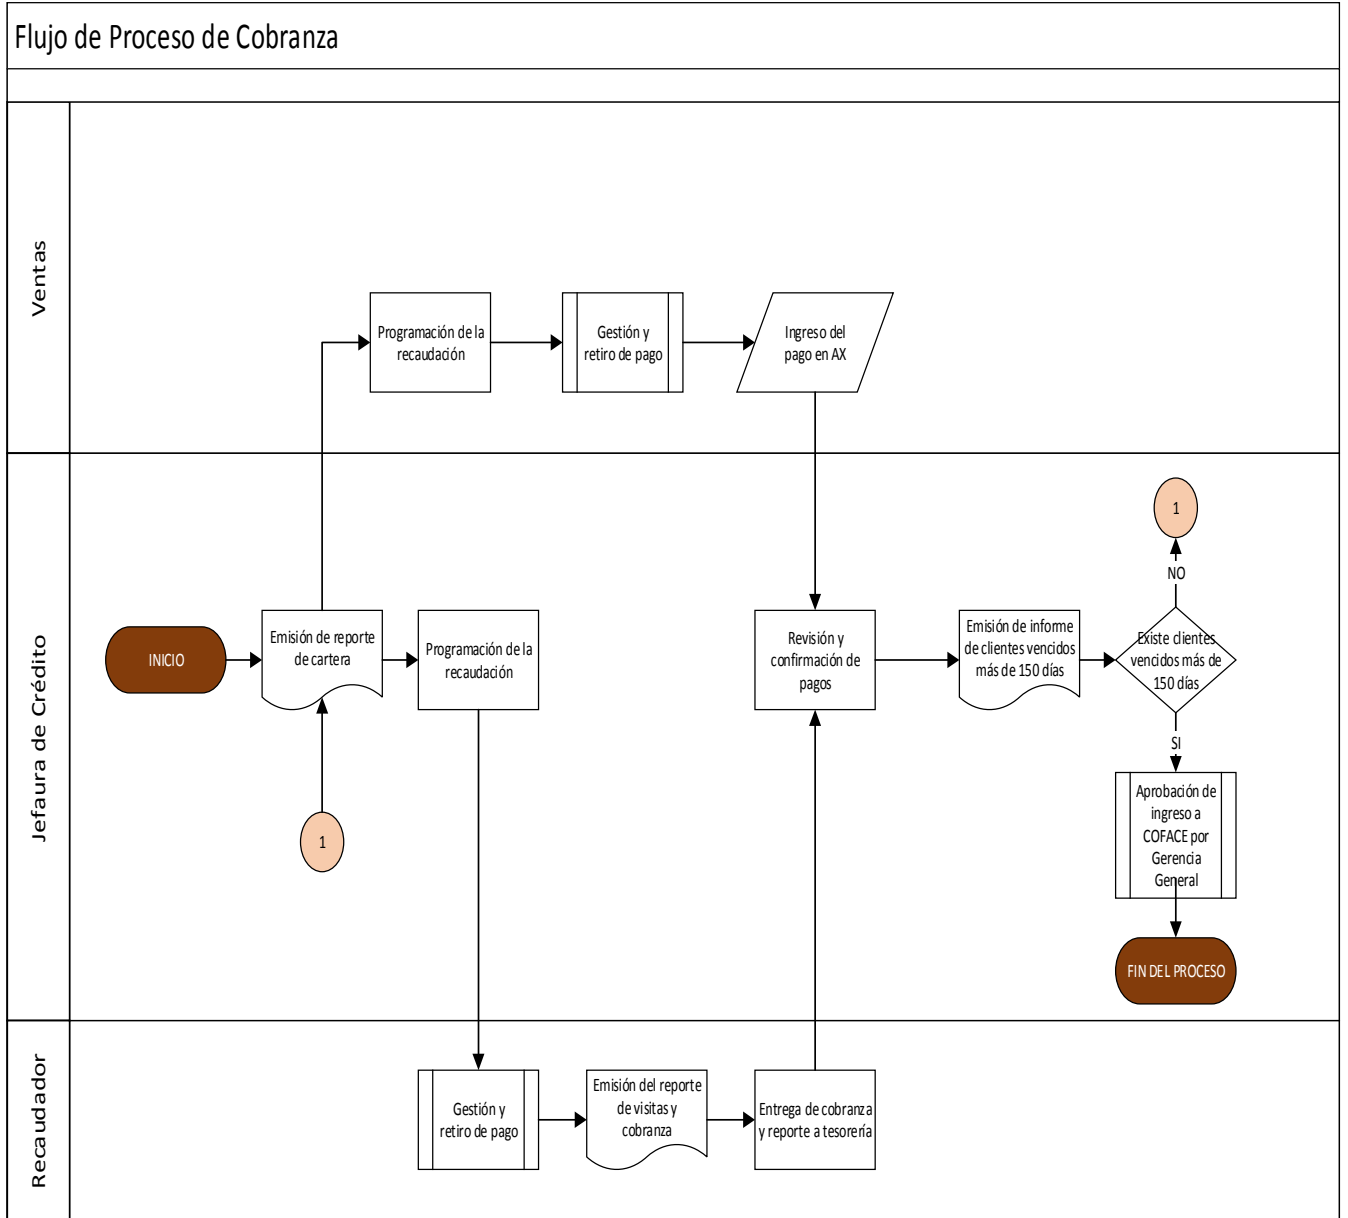 Flujo de Proceso de Cobranza
Ventas
Programación de la
recaudación
Gestión y
retiro de pago
Ingreso del
pago en AX
Jefaura de Crédito
INICIO
Emisión de reporte
de cartera
1
Programación de la
recaudación
Revisión y
confirmación de
pagos
Emisión de informe
de clientes vencidos
más de 150 días
Existe clientes
vencidos más de
150 días
NO
1
SI
Aprobación de
ingreso a
COFACE por
Gerencia
General
FIN DEL PROCESO
Recaudador
Gestión y
retiro de pago
Emisión del reporte
de visitas y
cobranza
Entrega de cobranza
y reporte a tesorería